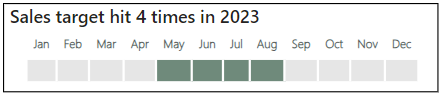 Sales target hit 4 times in 2023
Jan Feb Mar Apr May Jun Jul Aug Sep Oct Nov Dec